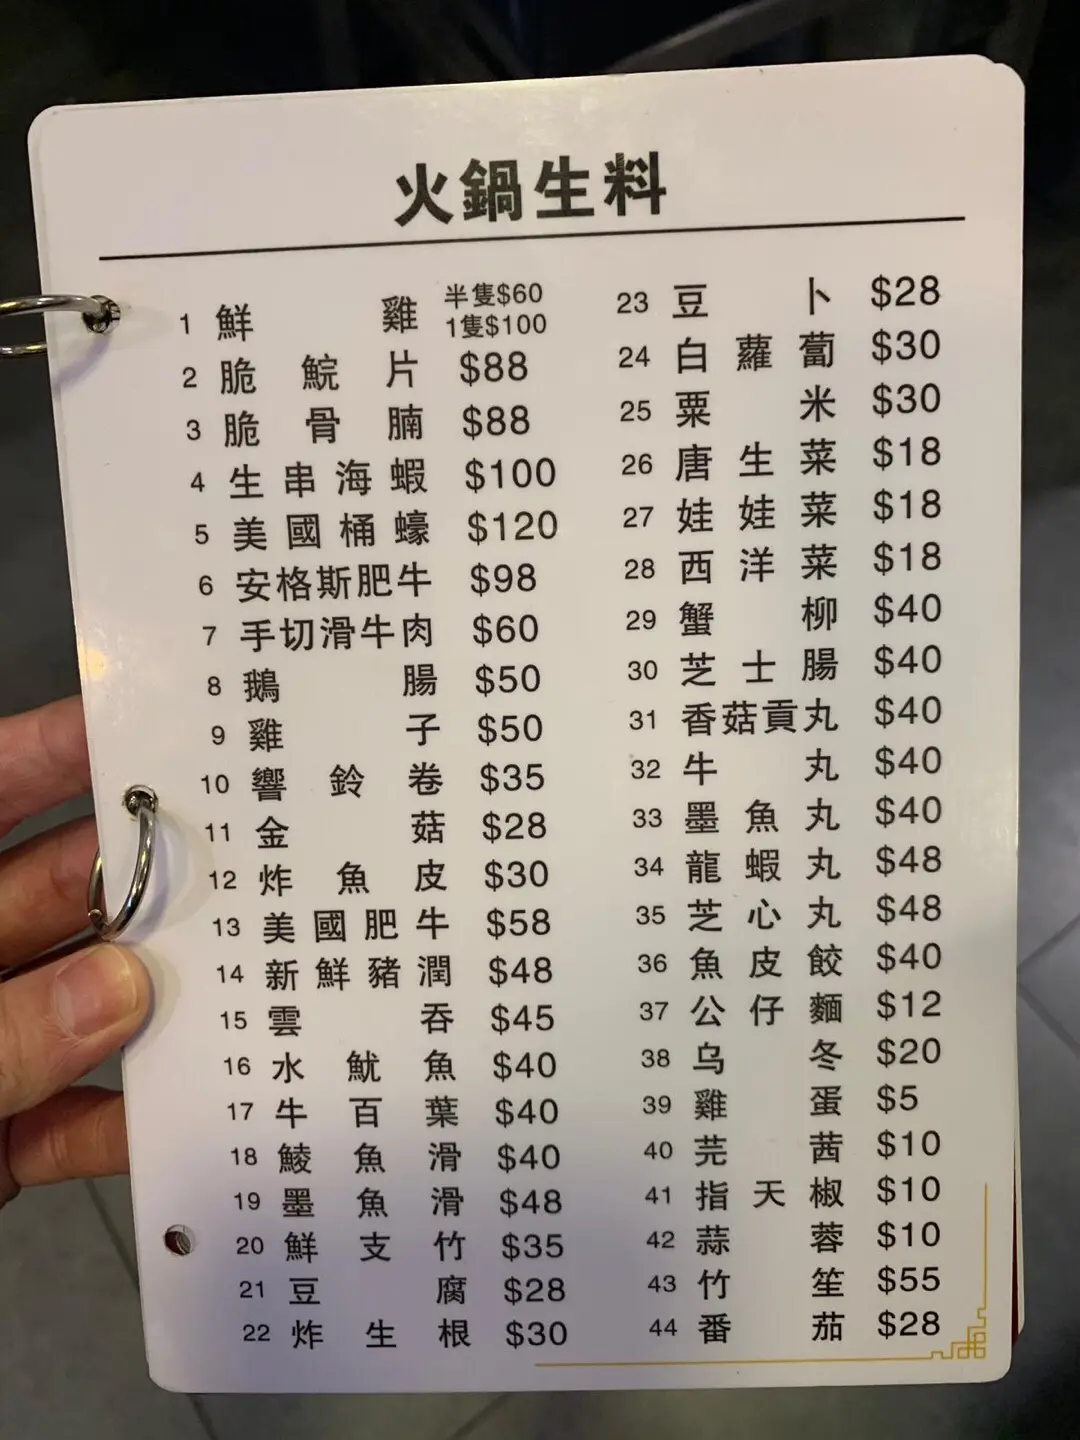 火鍋生料
1 鮮雞 半隻$60
1隻$100
2 脆鯇片 $88
3 脆骨腩 $88
4 生串海蝦 $100
5 美國桶蠔 $120
6 安格斯肥牛 $98
7 手切滑牛肉 $60
8 鵝腸 $50
9 雞子 $50
10 響鈴卷 $35
11 金菇 $28
12 炸魚皮 $30
13 美國肥牛 $58
14 新鮮豬潤 $48
15 雲吞 $45
16 水魷魚 $40
17 牛百葉 $40
18 鯪魚滑 $40
19 墨魚滑 $48
20 鮮支竹 $35
21 豆腐 $28
22 炸生根 $30
23 豆卜 $28
24 白蘿蔔 $30
25 粟米 $30
26 唐生菜 $18
27 娃娃菜 $18
28 西洋菜 $18
29 蟹柳 $40
30 芝士腸 $40
31 香菇貢丸 $40
32 牛丸 $40
33 墨魚丸 $40
34 龍蝦丸 $48
35 芝心丸 $48
36 魚皮餃 $40
37 公仔麵 $12
38 乌冬 $20
39 雞蛋 $5
40 芫茜 $10
41 指天椒 $10
42 蒜蓉 $10
43 竹笙 $55
44 番茄 $28